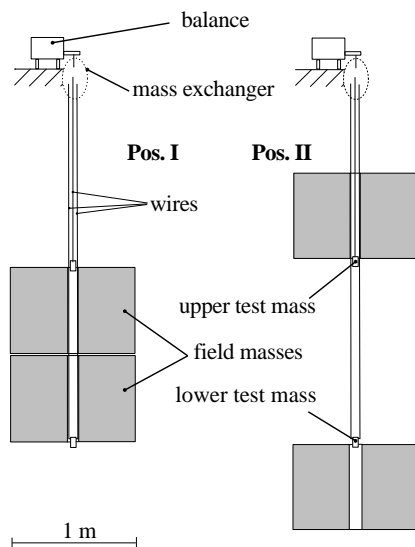 balance
mass exchanger
Pos. I
Pos. II
wires
upper test mass
field masses
lower test mass
1 m